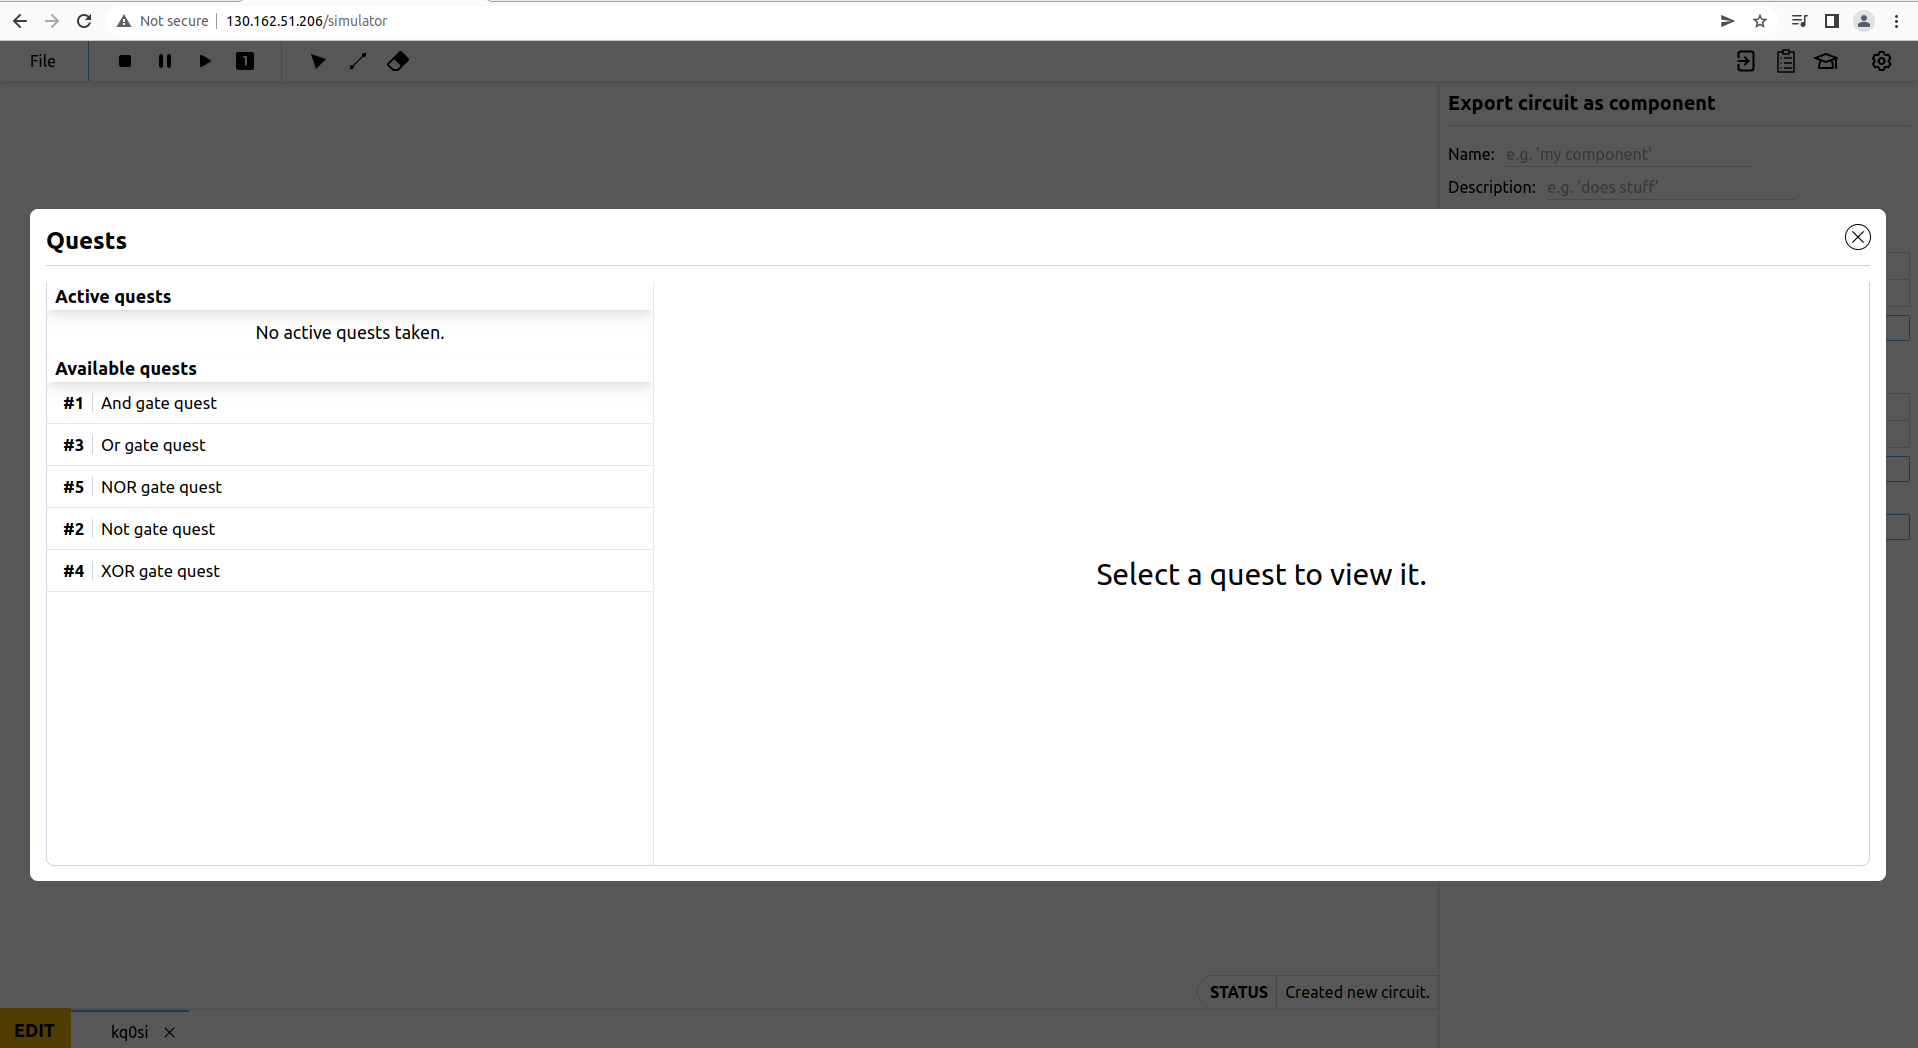 Not secure 130.162.51.206/simulator
File 1
Export circuit as component
Name: e.g. 'my component'
Description: e.g. 'does stuff'
Quests
Active quests
No active quests taken.
Available quests
#1 And gate quest
#3 Or gate quest
#5 NOR gate quest
#2 Not gate quest
#4 XOR gate quest
Select a quest to view it.
STATUS Created new circuit.
EDIT kq0si